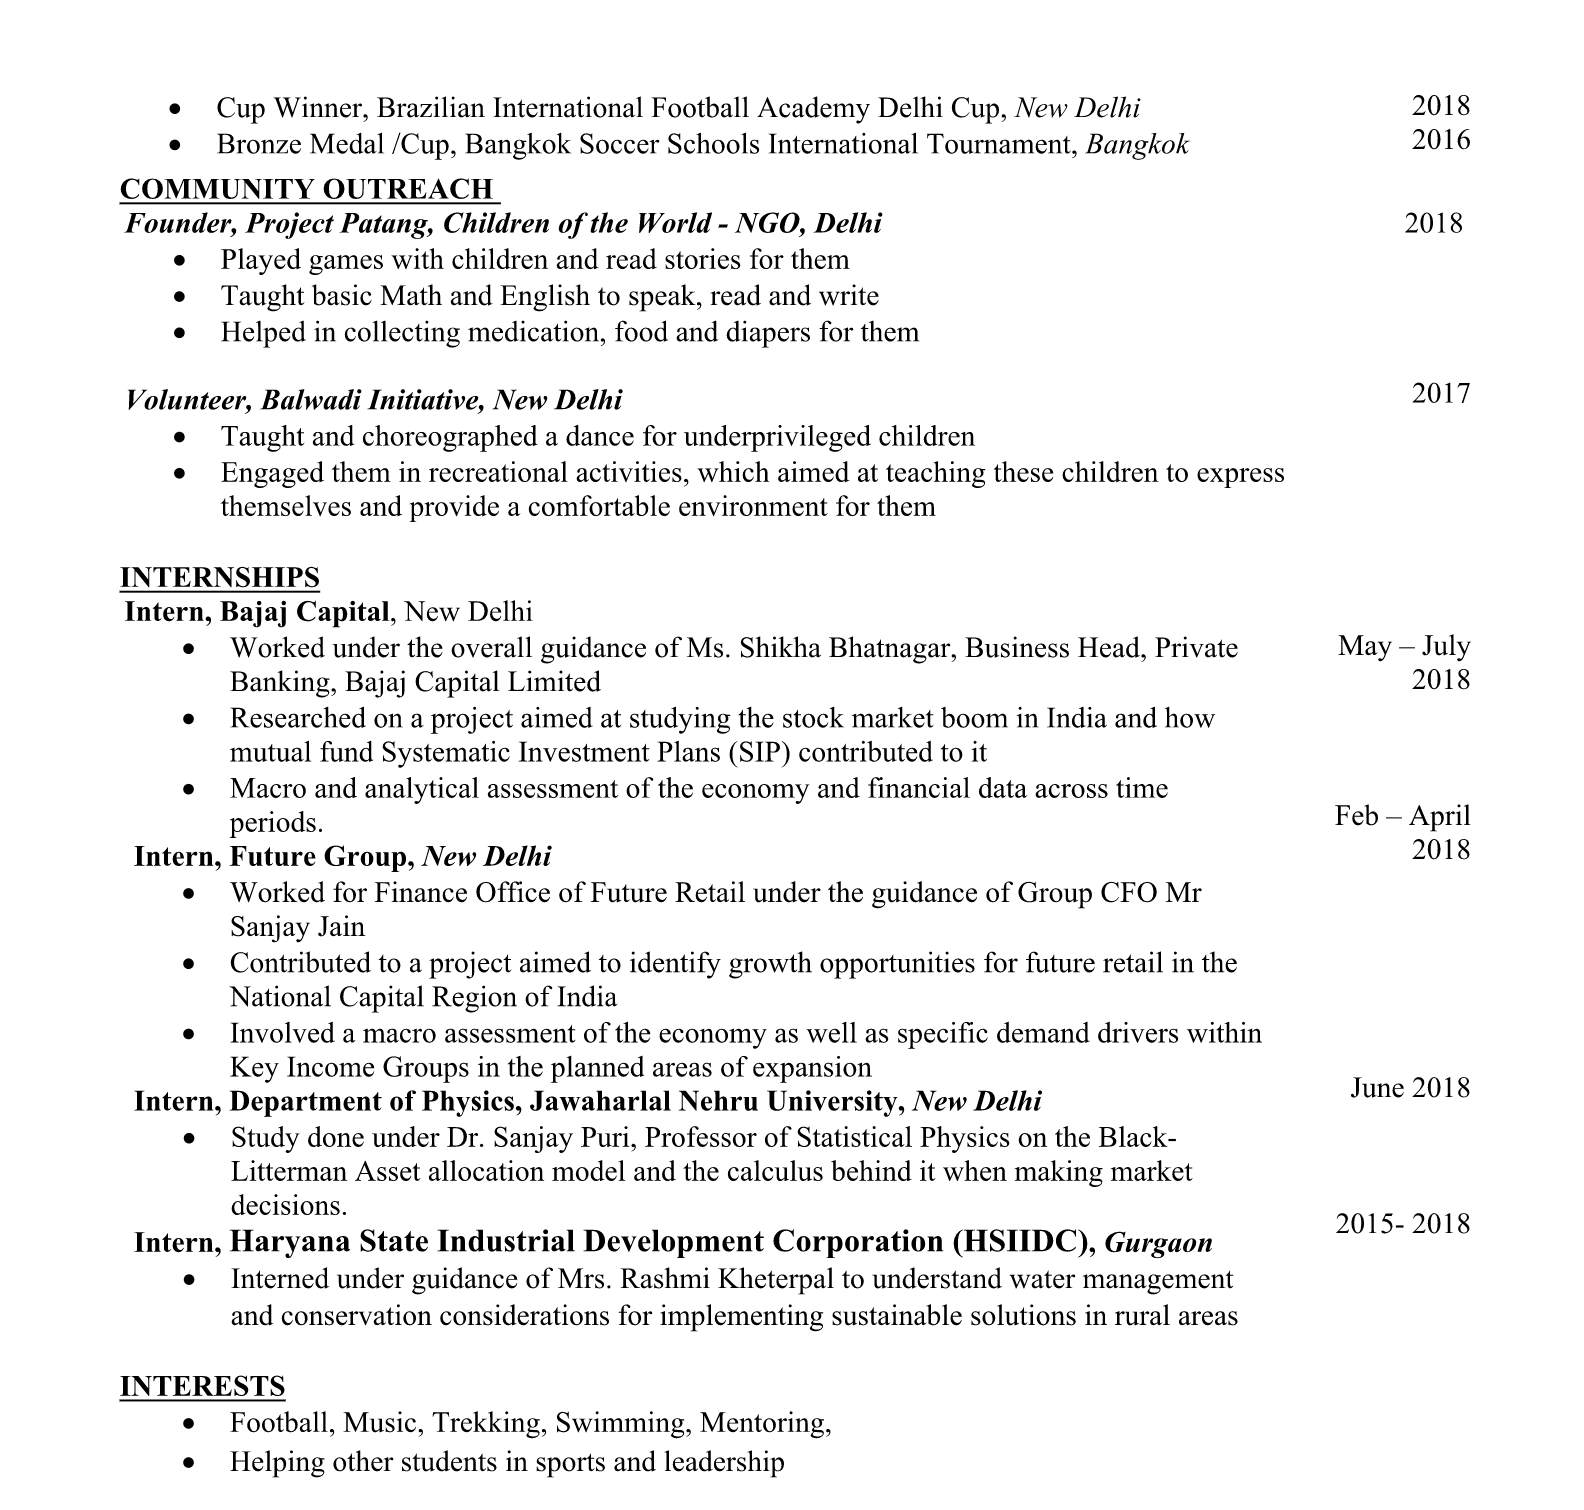 • Cup Winner, Brazilian International Football Academy Delhi Cup, New Delhi 2018
• Bronze Medal /Cup, Bangkok Soccer Schools International Tournament, Bangkok 2016
COMMUNITY OUTREACH
Founder, Project Patang, Children of the World - NGO, Delhi 2018
• Played games with children and read stories for them
• Taught basic Math and English to speak, read and write
• Helped in collecting medication, food and diapers for them
Volunteer, Balwadi Initiative, New Delhi 2017
• Taught and choreographed a dance for underprivileged children
• Engaged them in recreational activities, which aimed at teaching these children to express
themselves and provide a comfortable environment for them
INTERNSHIPS
Intern, Bajaj Capital, New Delhi
• Worked under the overall guidance of Ms. Shikha Bhatnagar, Business Head, Private May – July
Banking, Bajaj Capital Limited 2018
• Researched on a project aimed at studying the stock market boom in India and how
mutual fund Systematic Investment Plans (SIP) contributed to it
• Macro and analytical assessment of the economy and financial data across time
periods. Feb – April
Intern, Future Group, New Delhi 2018
• Worked for Finance Office of Future Retail under the guidance of Group CFO Mr
Sanjay Jain
• Contributed to a project aimed to identify growth opportunities for future retail in the
National Capital Region of India
• Involved a macro assessment of the economy as well as specific demand drivers within
Key Income Groups in the planned areas of expansion
Intern, Department of Physics, Jawaharlal Nehru University, New Delhi June 2018
• Study done under Dr. Sanjay Puri, Professor of Statistical Physics on the Black-
Litterman Asset allocation model and the calculus behind it when making market
decisions.
Intern, Haryana State Industrial Development Corporation (HSIIDC), Gurgaon 2015- 2018
• Interned under guidance of Mrs. Rashmi Kheterpal to understand water management
and conservation considerations for implementing sustainable solutions in rural areas
INTERESTS
• Football, Music, Trekking, Swimming, Mentoring,
• Helping other students in sports and leadership